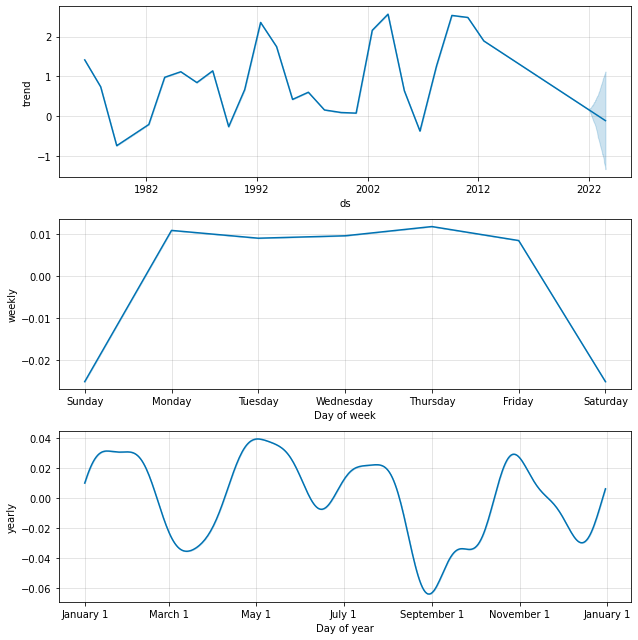 2
1
0
−1
trend
1982 1992 2002 2012 2022
ds
0.01
0.00
−0.01
−0.02
weekly
Sunday Monday Tuesday Wednesday Thursday Friday Saturday
Day of week
0.04
0.02
0.00
−0.02
−0.04
−0.06
yearly
January 1 March 1 May 1 July 1 September 1 November 1 January 1
Day of year